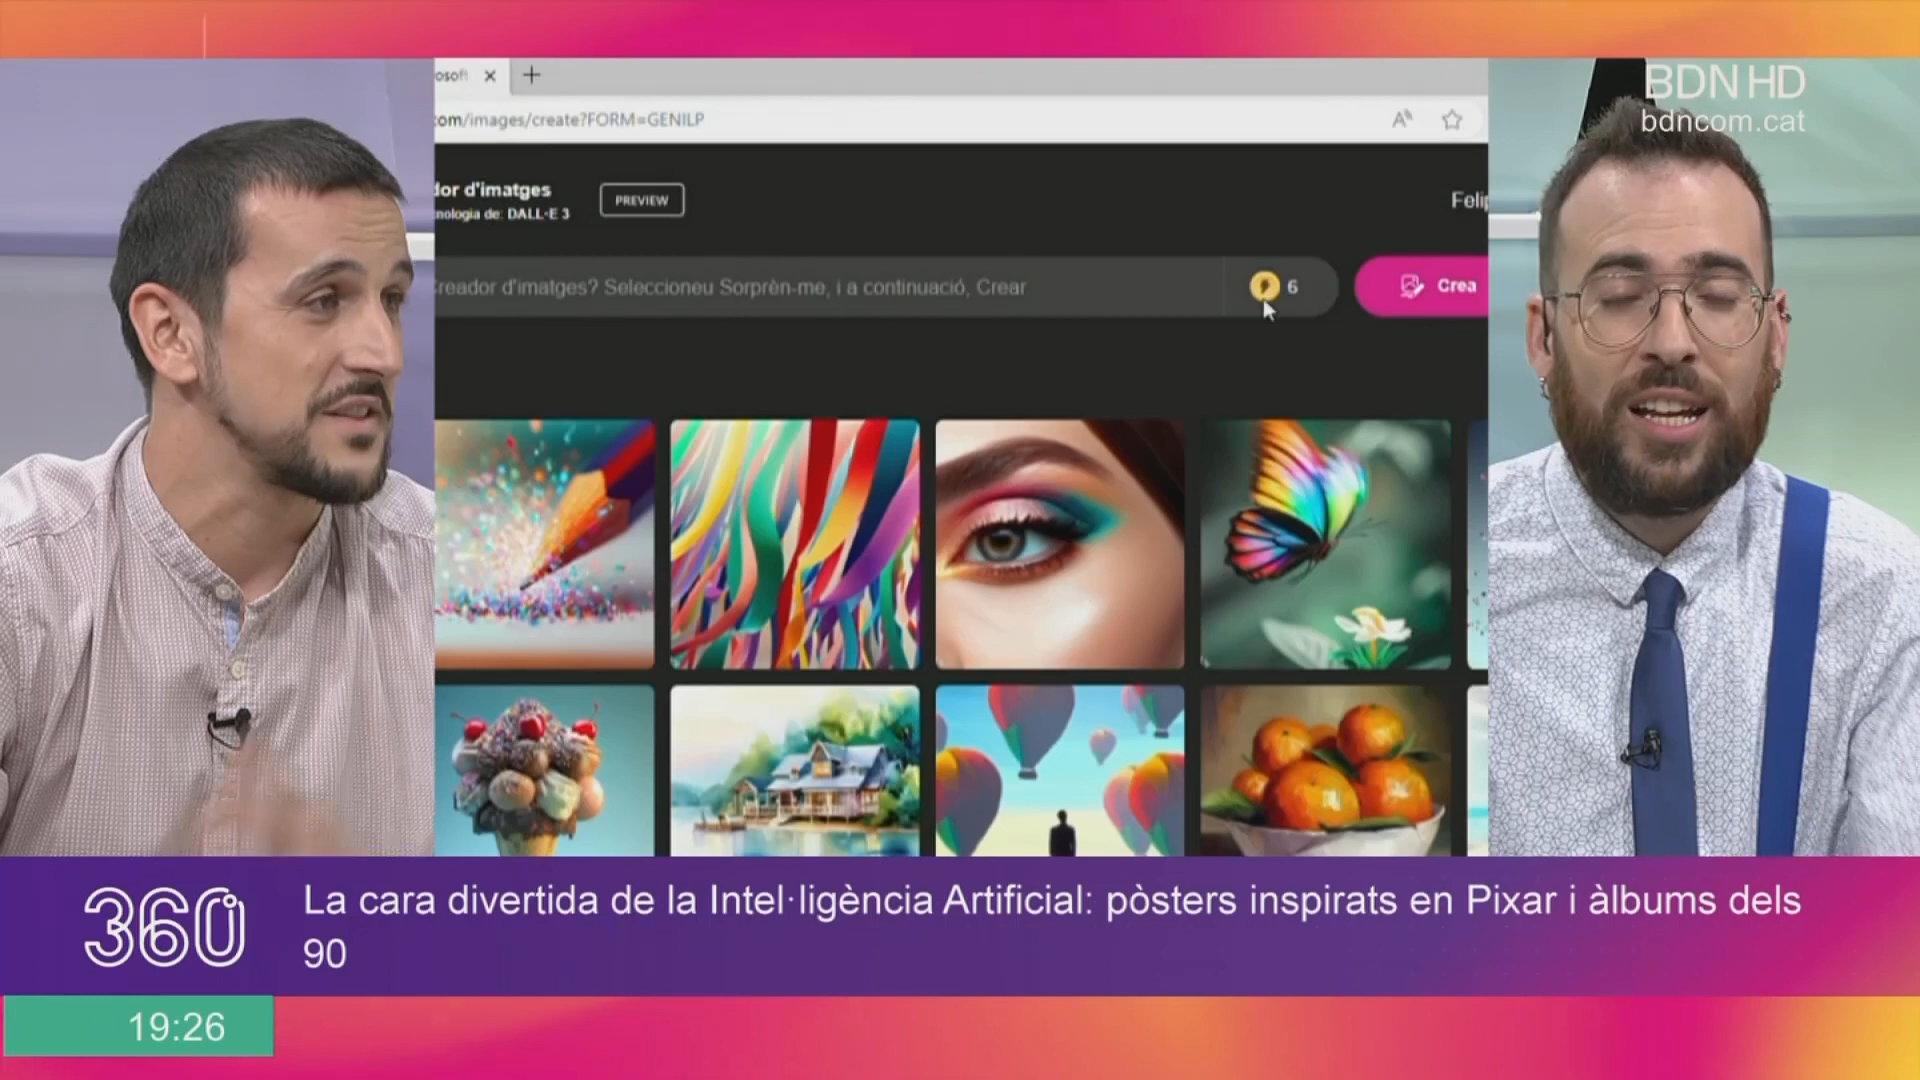 osoft
BDN HD
bdncom.cat
com/images/create?FORM=GENILP
dor d'imatges
nologia de: DALL·E 3
PREVIEW
Felip
creador d'imatges? Seleccioneu Sorprèn-me, i a continuació, Crear
6
Crea
360º
La cara divertida de la Intel·ligència Artificial: pòsters inspirats en Pixar i àlbums dels
90
19:26